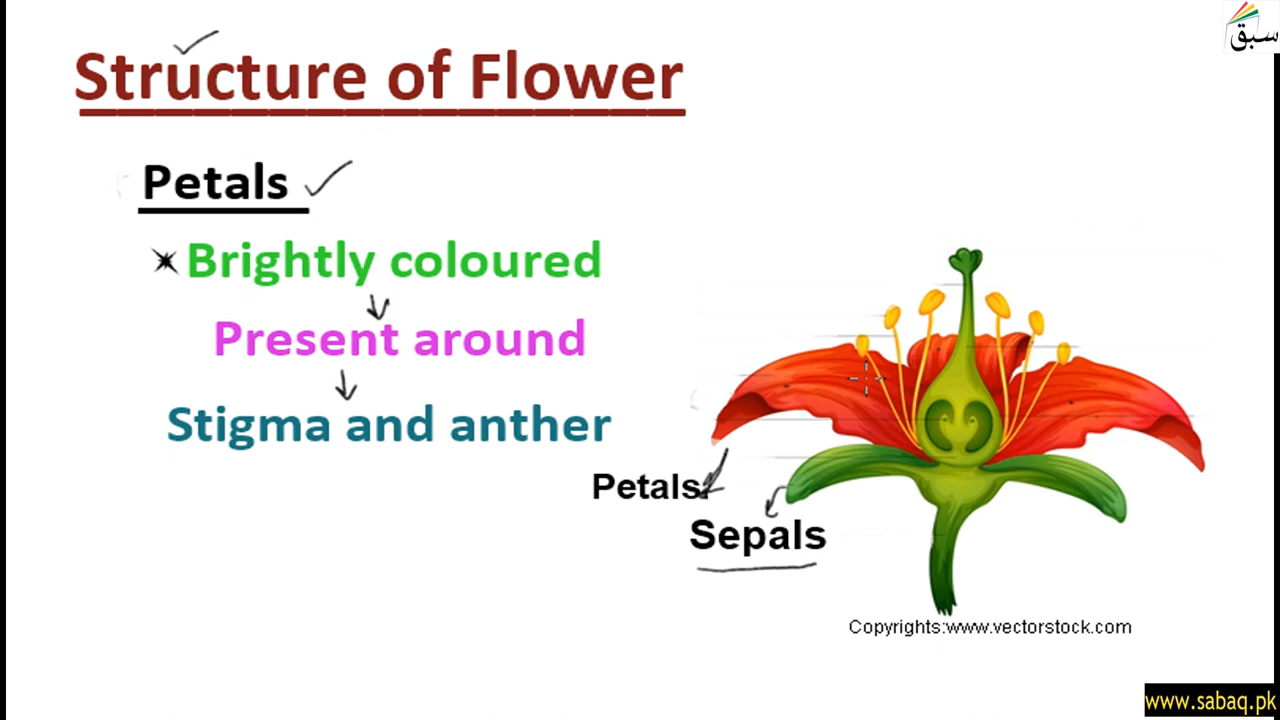 سبق
Structure of Flower
Petals
Brightly coloured
Present around
Stigma and anther
Petals
Sepals
Copyrights:www.vectorstock.com
www.sabaq.pk